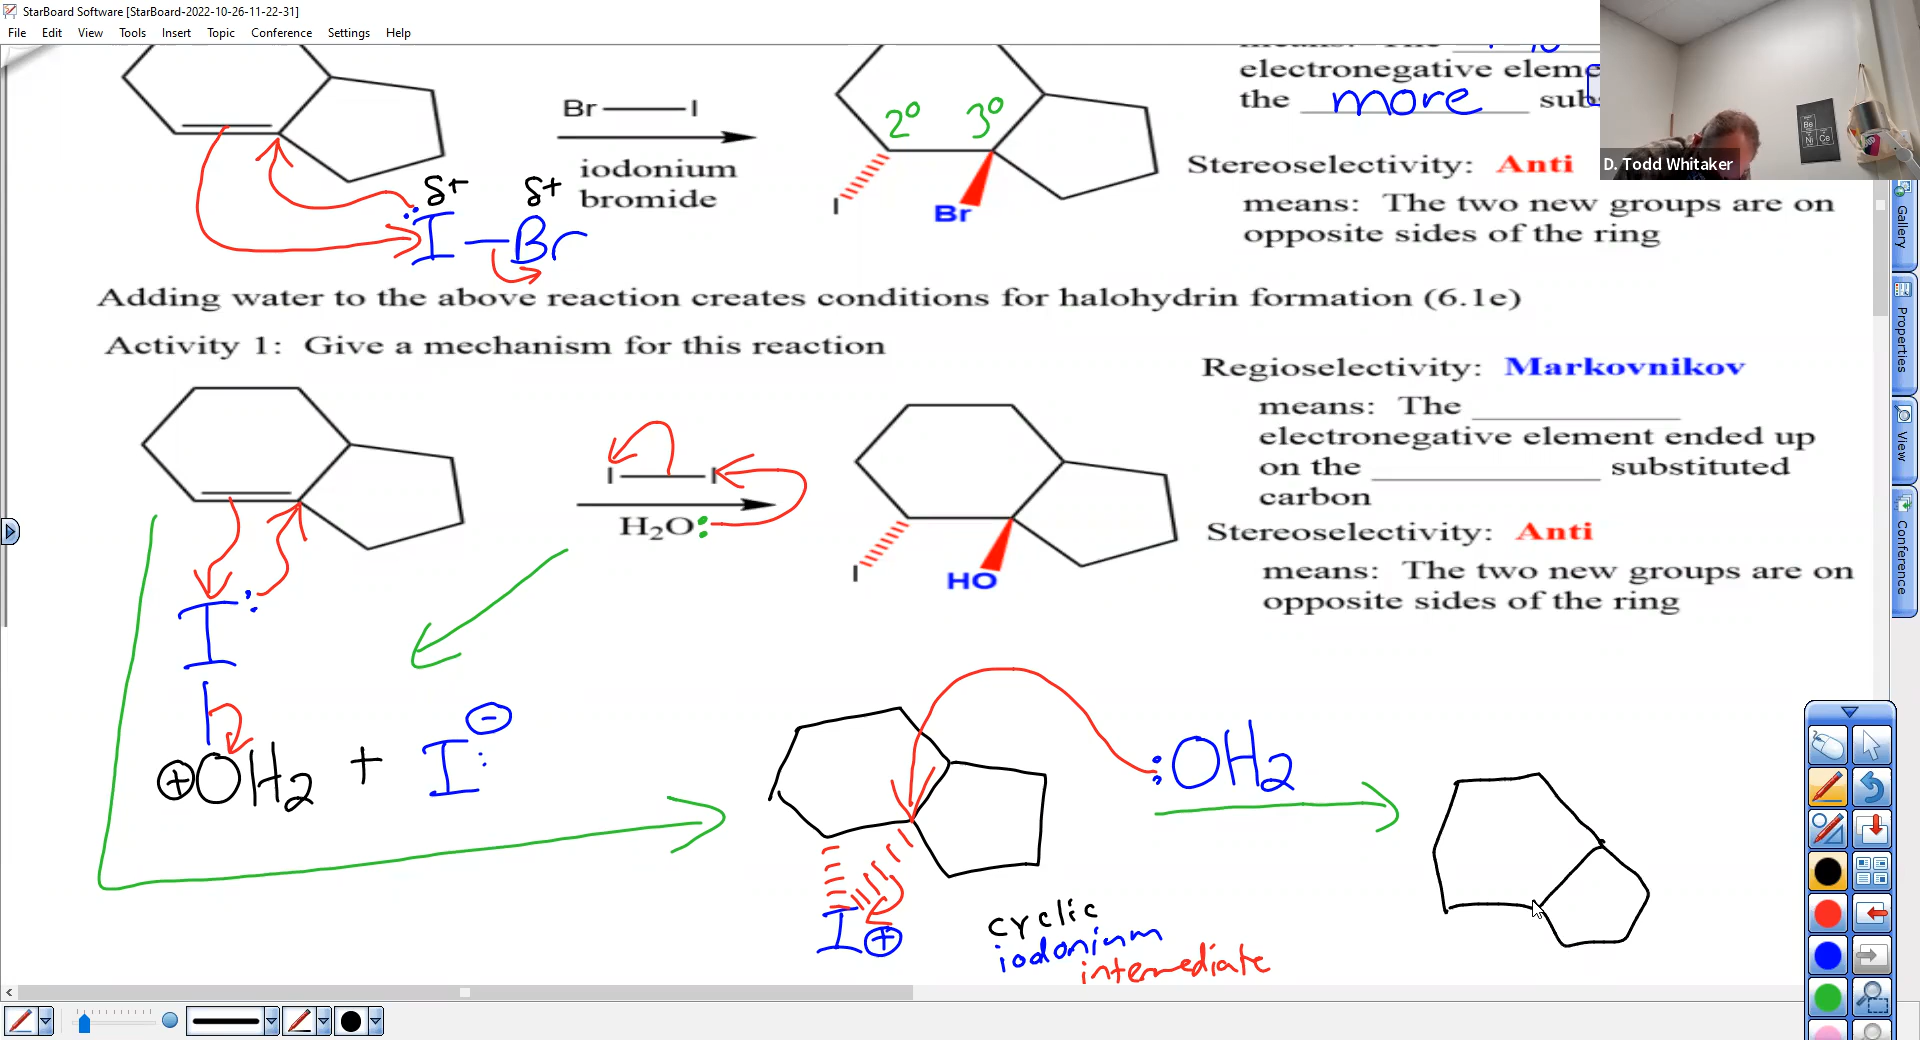 StarBoard Software [StarBoard-2022-10-26-11-22-31]
File Edit View Tools Insert Topic Conference Settings Help
electronegative eleme
the more sub
Br I
2° 3°
iodonium
bromide
δ+ δ+
I Br
I - Br
Stereoselectivity: Anti
means: The two new groups are on
opposite sides of the ring
D. Todd Whitaker
Be
Ni Ce
Adding water to the above reaction creates conditions for halohydrin formation (6.1e)
Activity 1: Give a mechanism for this reaction
I I
H2O:
I HO
Regioselectivity: Markovnikov
means: The ____________
electronegative element ended up
on the ____________ substituted
carbon
Stereoselectivity: Anti
means: The two new groups are on
opposite sides of the ring
I:
⊕OH2 + I:⊖
:OH2
I⊕
cyclic
iodonium
intermediate
Gallery
Properties
View
Conference